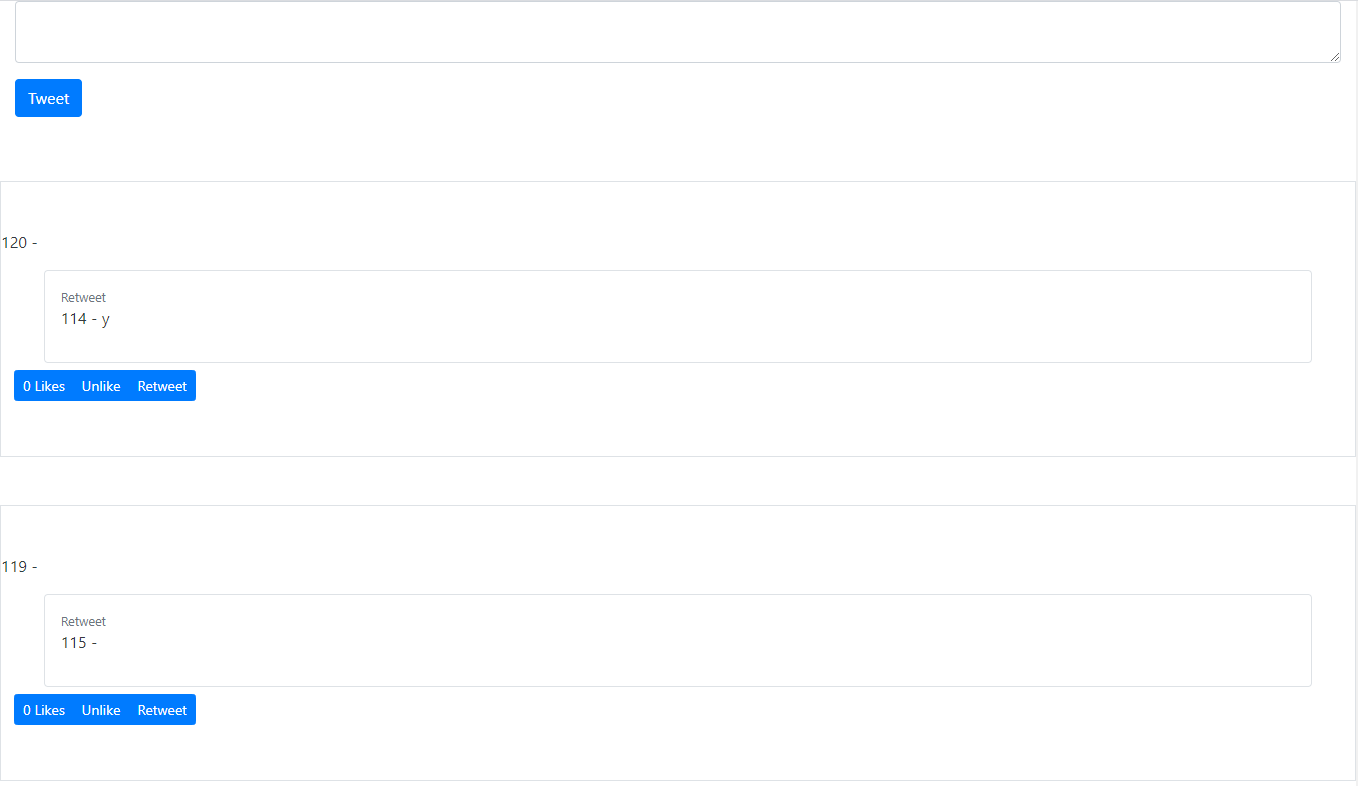 Tweet
120 -
Retweet
114 - y
0 Likes Unlike Retweet
119 -
Retweet
115 -
0 Likes Unlike Retweet